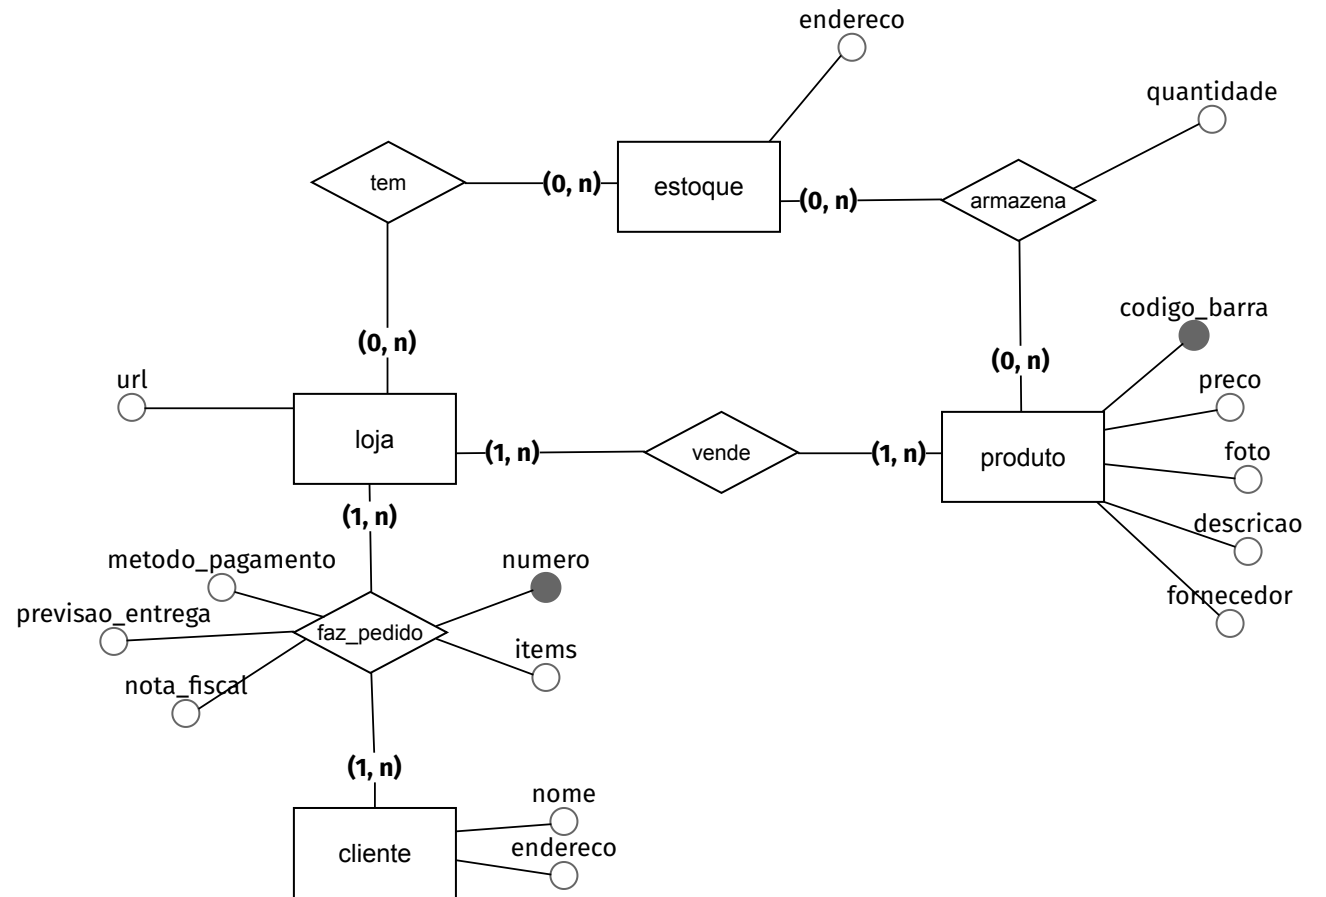 endereco
quantidade
tem
(0, n)
estoque
(0, n)
armazena
codigo_barra
(0, n)
(0, n)
url
preco
loja
(1, n)
vende
(1, n)
produto
foto
(1, n)
descricao
metodo_pagamento
numero
fornecedor
previsao_entrega
faz_pedido
items
nota_fiscal
(1, n)
nome
cliente
endereco